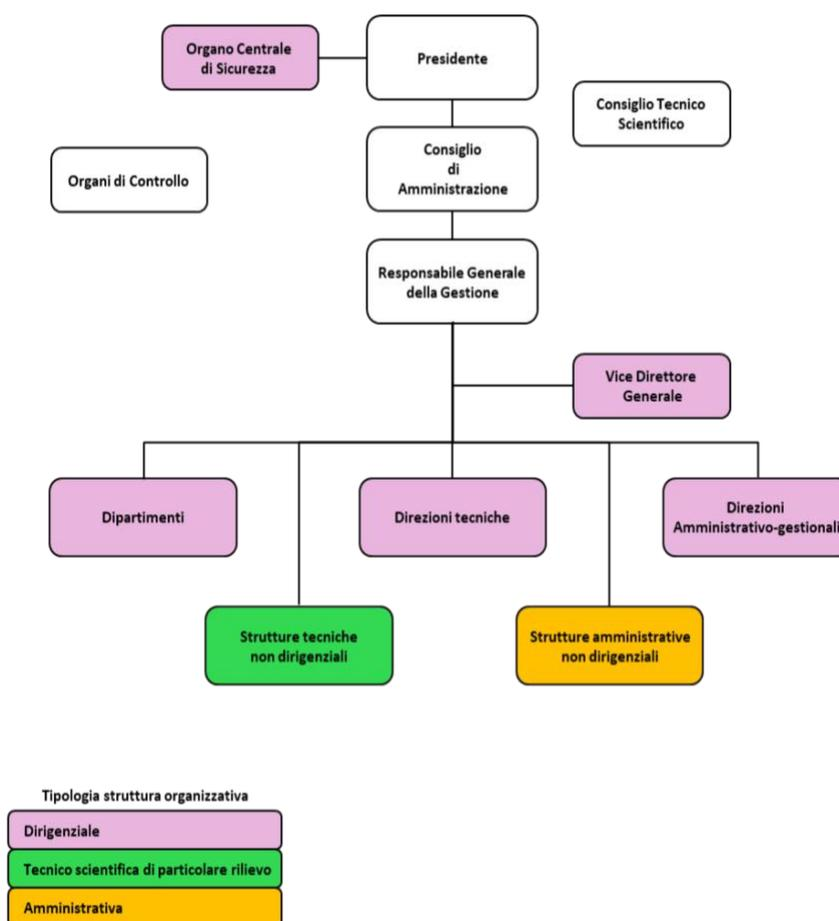 Organo Centrale
di Sicurezza
Presidente
Consiglio Tecnico
Scientifico
Consiglio
di
Amministrazione
Organi di Controllo
Responsabile Generale
della Gestione
Vice Direttore
Generale
Dipartimenti
Direzioni tecniche
Direzioni
Amministrativo-gestionali
Strutture tecniche
non dirigenziali
Strutture amministrative
non dirigenziali
Tipologia struttura organizzativa
Dirigenziale
Tecnico scientifica di particolare rilievo
Amministrativa